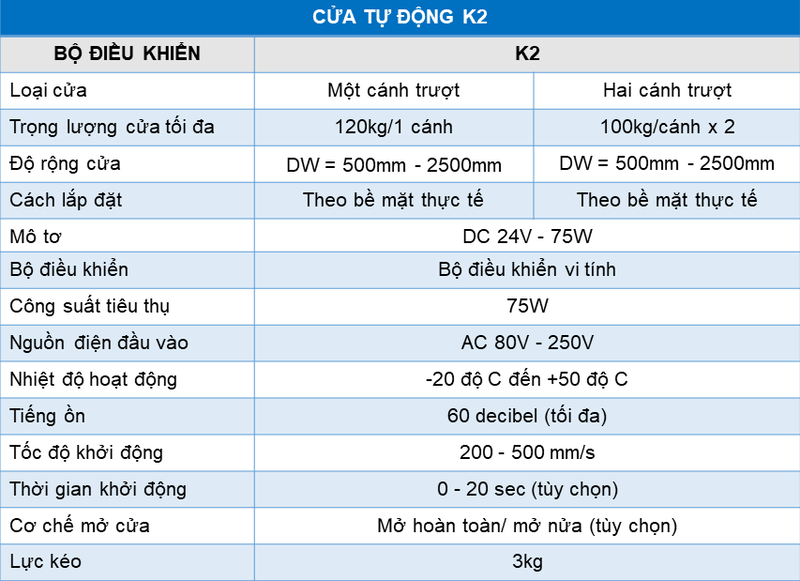 CỬA TỰ ĐỘNG K2
BỘ ĐIỀU KHIỂN K2
Loại cửa Một cánh trượt Hai cánh trượt
Trọng lượng cửa tối đa 120kg/1 cánh 100kg/cánh x 2
Độ rộng cửa DW = 500mm - 2500mm DW = 500mm - 2500mm
Cách lắp đặt Theo bề mặt thực tế Theo bề mặt thực tế
Mô tơ DC 24V - 75W
Bộ điều khiển Bộ điều khiển vi tính
Công suất tiêu thụ 75W
Nguồn điện đầu vào AC 80V - 250V
Nhiệt độ hoạt động -20 độ C đến +50 độ C
Tiếng ồn 60 decibel (tối đa)
Tốc độ khởi động 200 - 500 mm/s
Thời gian khởi động 0 - 20 sec (tùy chọn)
Cơ chế mở cửa Mở hoàn toàn/ mở nửa (tùy chọn)
Lực kéo 3kg